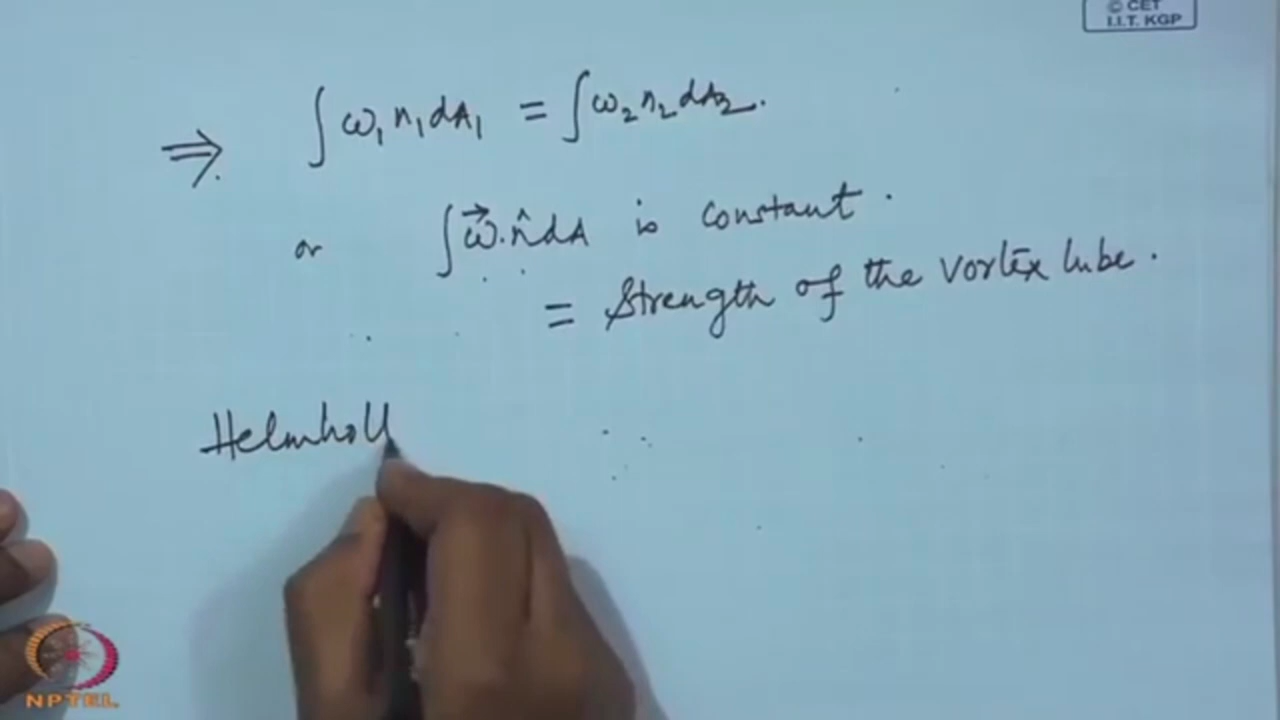 © CET
I.I.T. KGP
⇒ ∫ω₁n₁dA₁ = ∫ω₂n₂dA₂.
or ∫ω⃗.n̂dA is constant.
= Strength of the vortex tube.
Helmholt
NPTEL